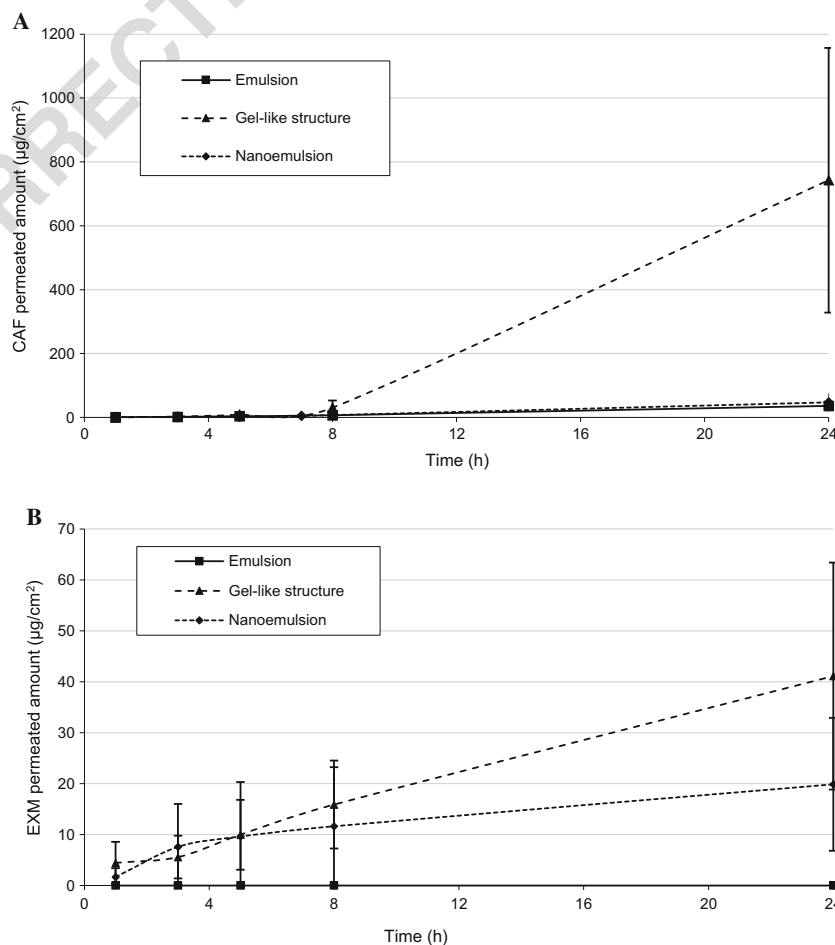 RRECTI
A
1200
1000
800
600
400
200
0
CAF permeated amount (µg/cm²)
Emulsion
Gel-like structure
Nanoemulsion
0 4 8 12 16 20 24
Time (h)
B
70
60
50
40
30
20
10
0
EXM permeated amount (µg/cm²)
Emulsion
Gel-like structure
Nanoemulsion
0 4 8 12 16 20 24
Time (h)